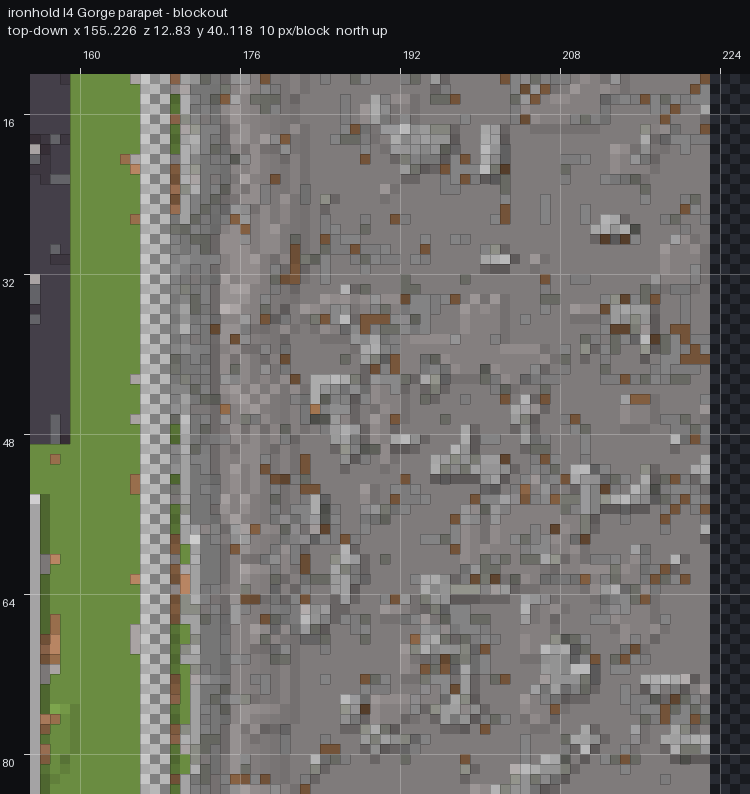 ironhold l4 Gorge parapet - blockout
top-down  x 155..226  z 12..83  y 40..118  10 px/block  north up
160 176 192 208 224
16
32
48
64
80